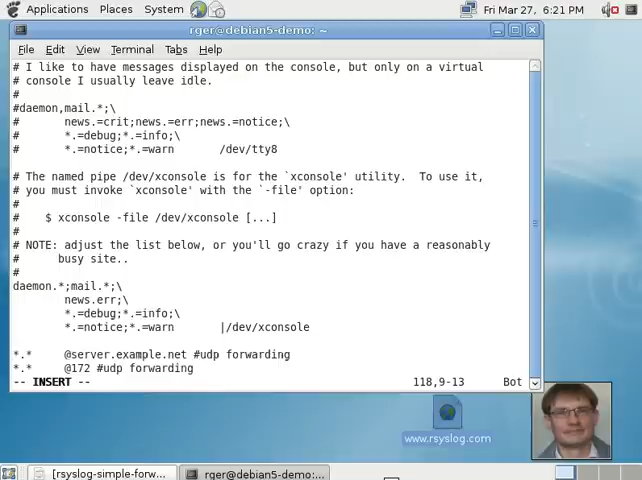 Applications Places System Fri Mar 27, 6:21 PM
rger@debian5-demo: ~
File Edit View Terminal Tabs Help
# I like to have messages displayed on the console, but only on a virtual
# console I usually leave idle.
#
#daemon,mail.*;\
# news.=crit;news.=err;news.=notice;\
# *.=debug;*.=info;\
# *.=notice;*.=warn /dev/tty8
# The named pipe /dev/xconsole is for the `xconsole' utility. To use it,
# you must invoke `xconsole' with the `-file' option:
#
# $ xconsole -file /dev/xconsole [...]
#
# NOTE: adjust the list below, or you'll go crazy if you have a reasonably
# busy site..
#
daemon.*;mail.*;\
news.err;\
*.=debug;*.=info;\
*.=notice;*.=warn |/dev/xconsole
*.* @server.example.net #udp forwarding
*.* @172 #udp forwarding
-- INSERT -- 118,9-13 Bot
www.rsyslog.com
[rsyslog-simple-forw... rger@debian5-demo:...